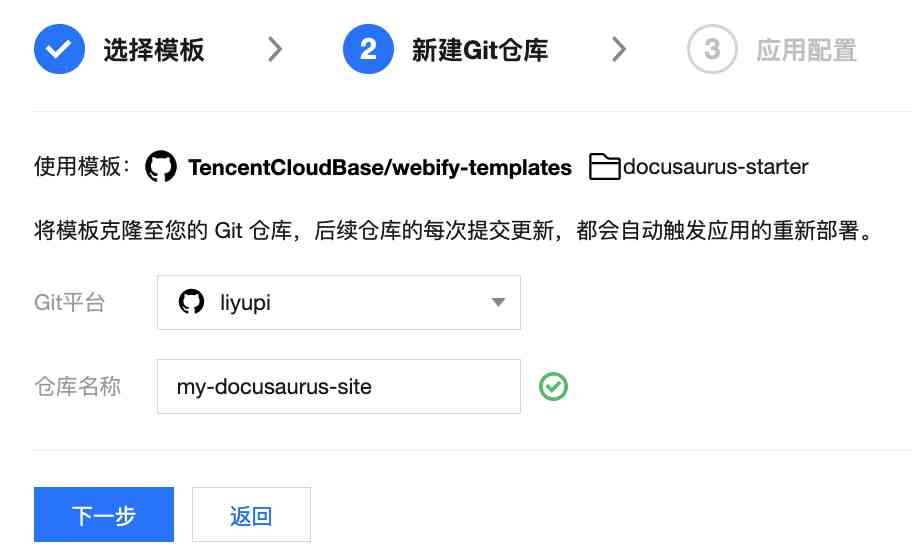 选择模板 2 新建Git仓库 3 应用配置
使用模板： TencentCloudBase/webify-templates docusaurus-starter
将模板克隆至您的 Git 仓库，后续仓库的每次提交更新，都会自动触发应用的重新部署。
Git平台 liyupi
仓库名称 my-docusaurus-site
下一步 返回